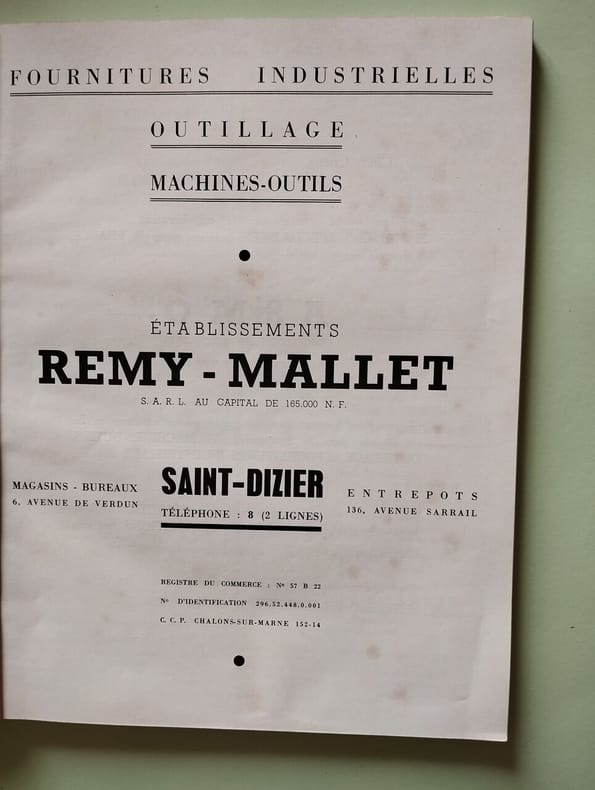 FOURNITURES INDUSTRIELLES
OUTILLAGE
MACHINES-OUTILS
ÉTABLISSEMENTS
REMY - MALLET
S. A. R. L. AU CAPITAL DE 165.000 N. F.
MAGASINS - BUREAUX
6, AVENUE DE VERDUN
SAINT-DIZIER
TÉLÉPHONE : 8 (2 LIGNES)
ENTREPOTS
136, AVENUE SARRAIL
REGISTRE DU COMMERCE : Nº 57 B 22
Nº D'IDENTIFICATION 296.52.448.0.001
C. C. P. CHALONS-SUR-MARNE 152-14